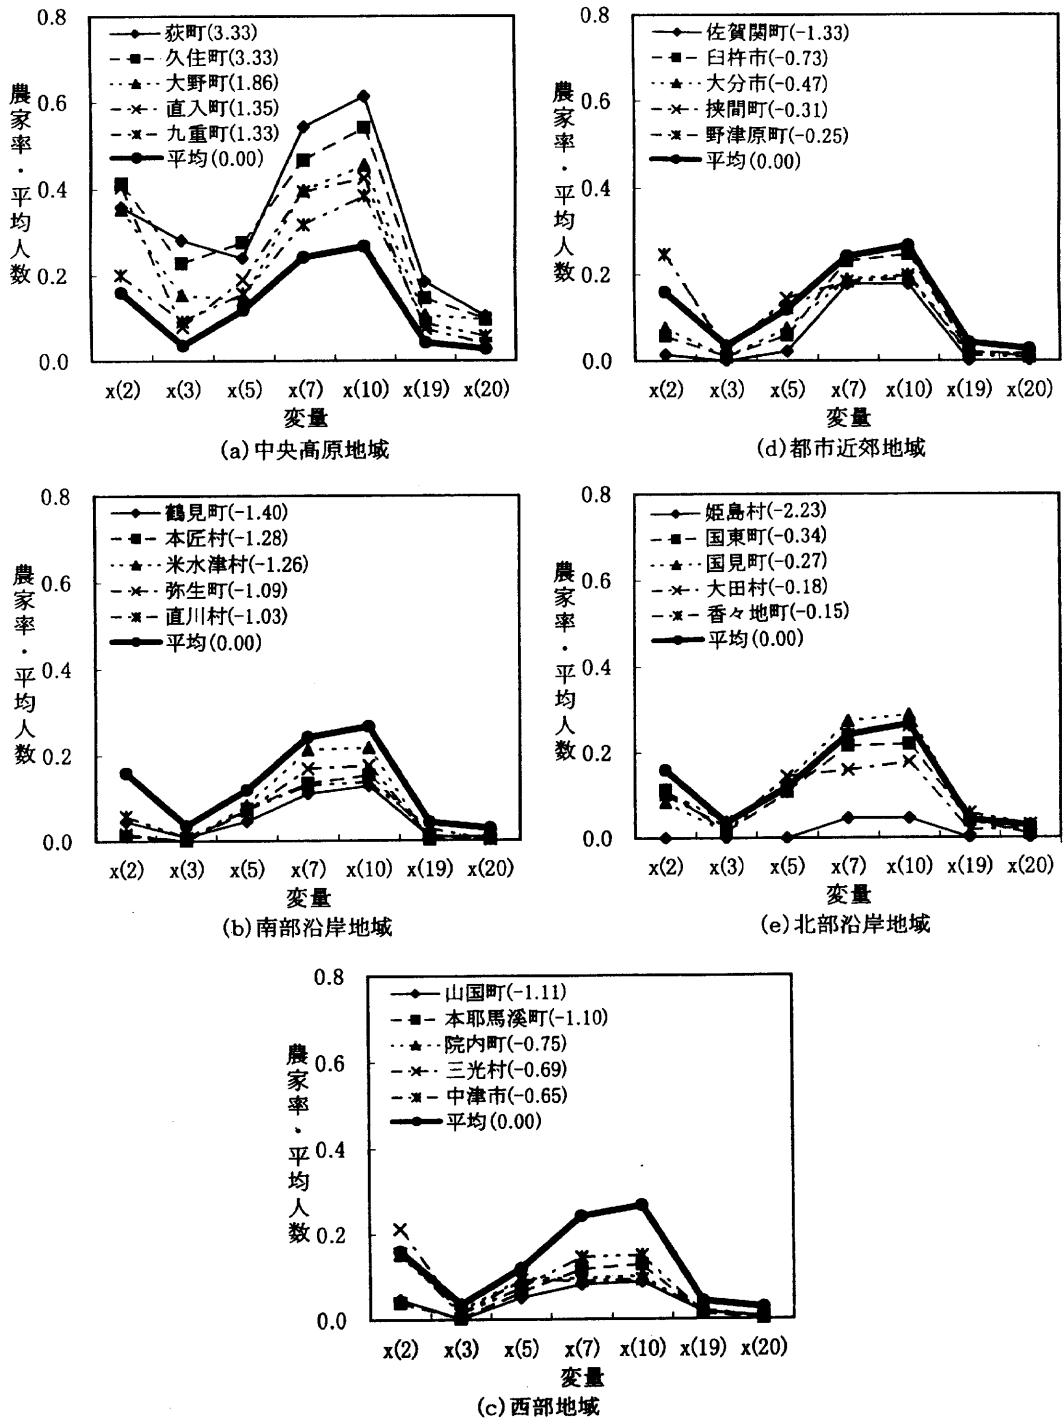 農家率・平均人数
0.8
0.6
0.4
0.2
0.0
荻町(3.33)
久住町(3.33)
大野町(1.86)
直入町(1.35)
九重町(1.33)
平均(0.00)
x(2) x(3) x(5) x(7) x(10) x(19) x(20)
変量
(a)中央高原地域
農家率・平均人数
0.8
0.6
0.4
0.2
0.0
佐賀関町(-1.33)
臼杵市(-0.73)
大分市(-0.47)
挟間町(-0.31)
野津原町(-0.25)
平均(0.00)
x(2) x(3) x(5) x(7) x(10) x(19) x(20)
変量
(d)都市近郊地域
農家率・平均人数
0.8
0.6
0.4
0.2
0.0
鶴見町(-1.40)
本匠村(-1.28)
米水津村(-1.26)
弥生町(-1.09)
直川村(-1.03)
平均(0.00)
x(2) x(3) x(5) x(7) x(10) x(19) x(20)
変量
(b)南部沿岸地域
農家率・平均人数
0.8
0.6
0.4
0.2
0.0
姫島村(-2.23)
国東町(-0.34)
国見町(-0.27)
大田村(-0.18)
香々地町(-0.15)
平均(0.00)
x(2) x(3) x(5) x(7) x(10) x(19) x(20)
変量
(e)北部沿岸地域
農家率・平均人数
0.8
0.6
0.4
0.2
0.0
山国町(-1.11)
本耶馬溪町(-1.10)
院内町(-0.75)
三光村(-0.69)
中津市(-0.65)
平均(0.00)
x(2) x(3) x(5) x(7) x(10) x(19) x(20)
変量
(c)西部地域